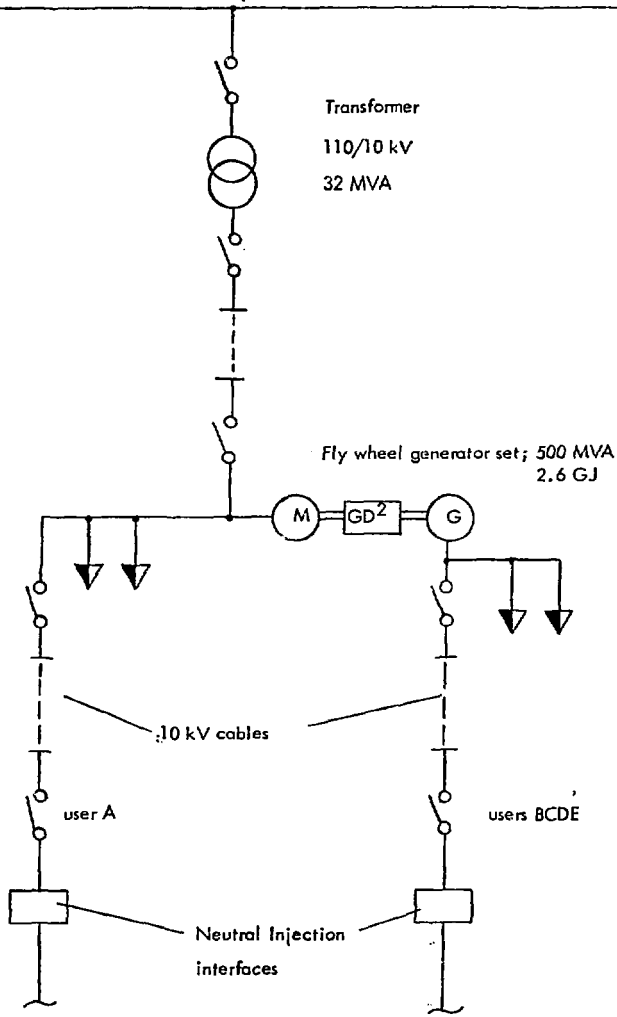 Transformer
110/10 kV
32 MVA
Fly wheel generator set; 500 MVA
2.6 GJ
M
GD²
G
10 kV cables
user A
users BCDE
Neutral Injection
interfaces